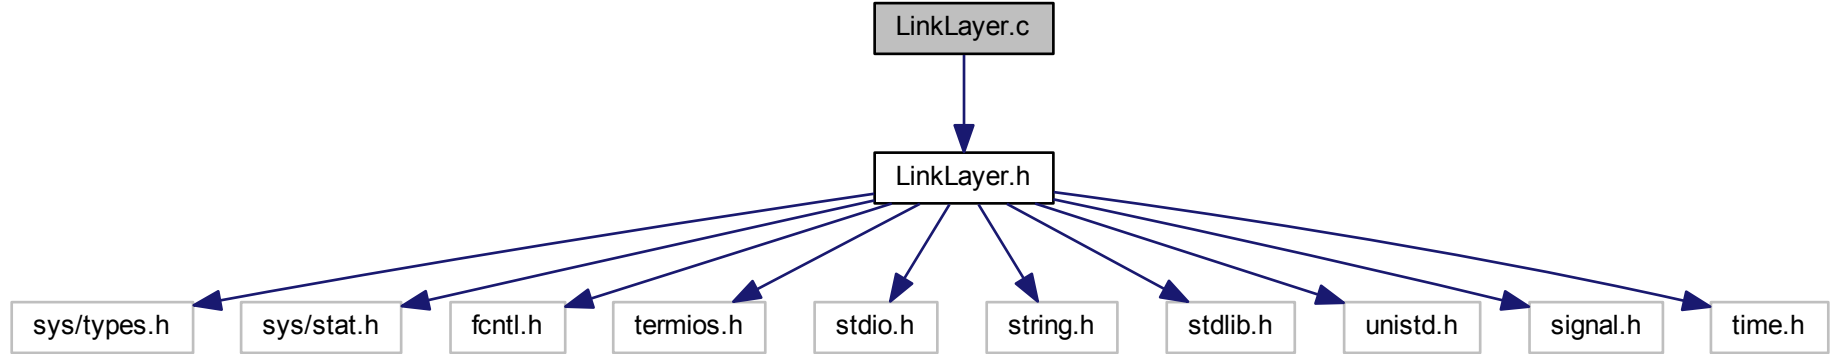 LinkLayer.c
LinkLayer.h
sys/types.h
sys/stat.h
fcntl.h
termios.h
stdio.h
string.h
stdlib.h
unistd.h
signal.h
time.h